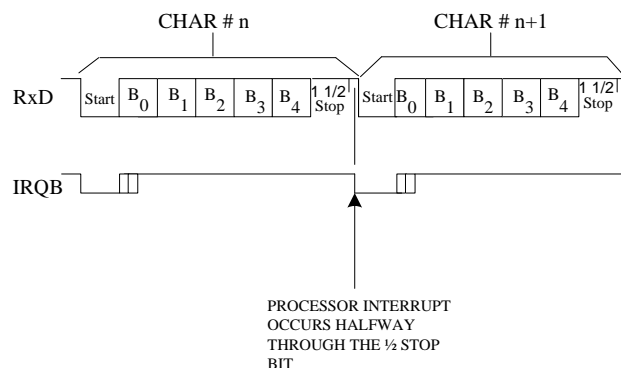 CHAR # n
CHAR # n+1
RxD
Start B0 B1 B2 B3 B4 1 1/2 Stop
Start B0 B1 B2 B3 B4 1 1/2 Stop
IRQB
PROCESSOR INTERRUPT
OCCURS HALFWAY
THROUGH THE ½ STOP
BIT